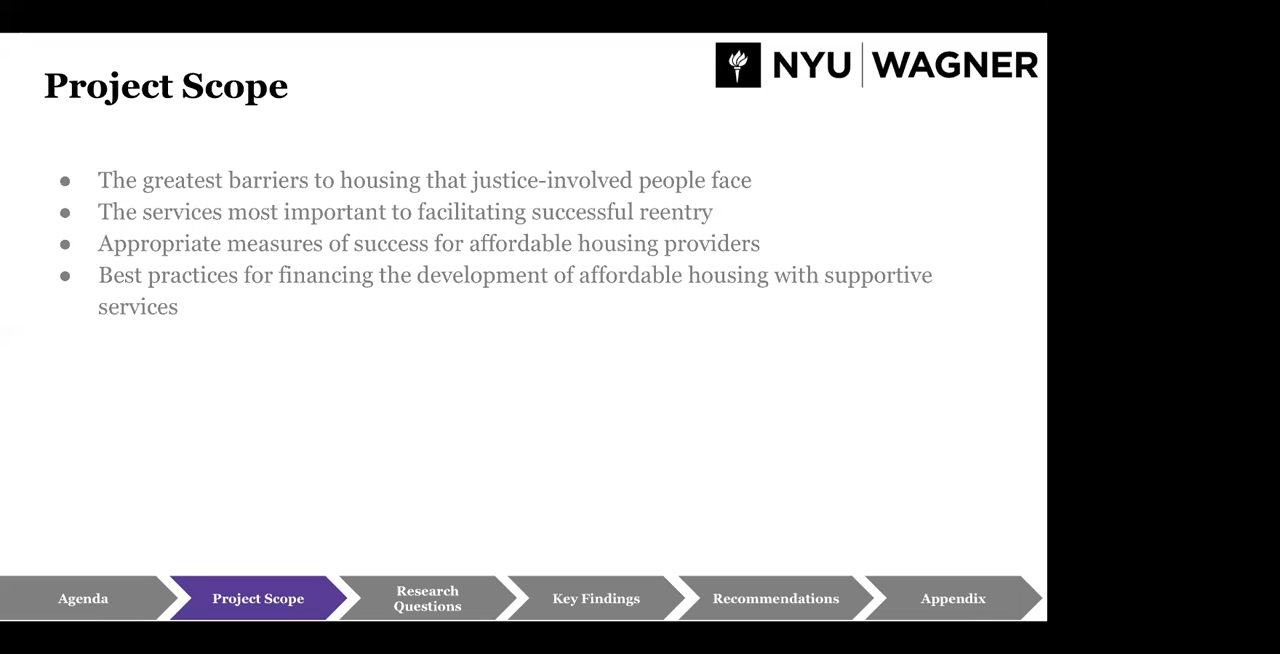 NYU WAGNER
Project Scope
● The greatest barriers to housing that justice-involved people face
● The services most important to facilitating successful reentry
● Appropriate measures of success for affordable housing providers
● Best practices for financing the development of affordable housing with supportive
services
Agenda
Project Scope
Research
Questions
Key Findings
Recommendations
Appendix